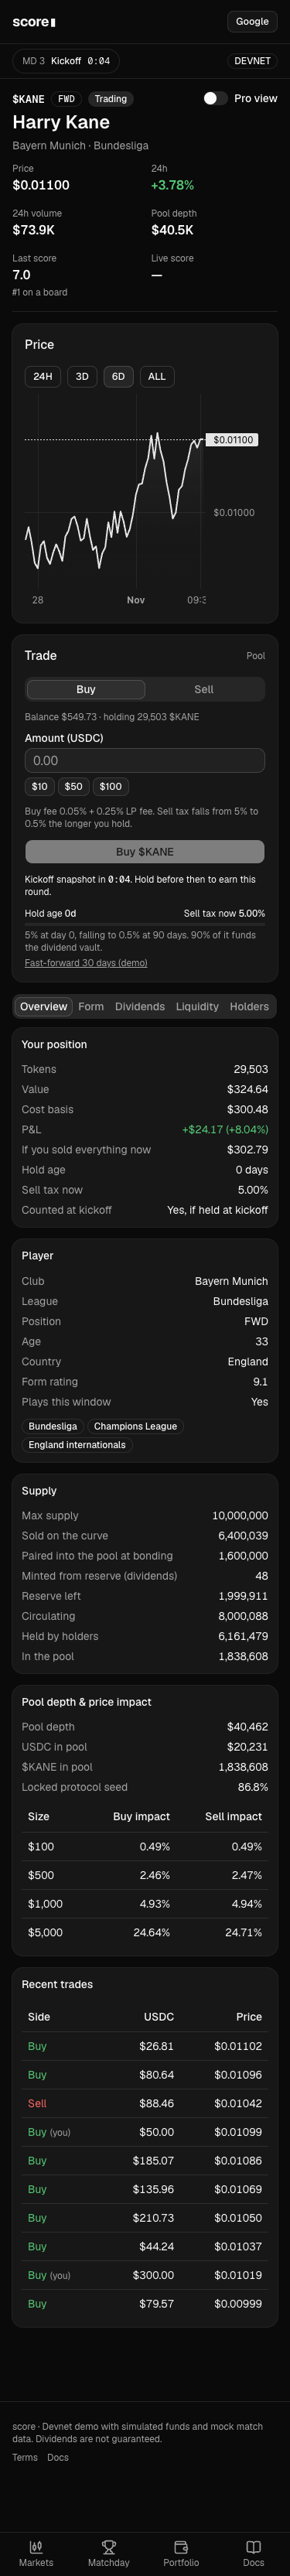 score
Google
MD 3 Kickoff 0:04
DEVNET
$KANE FWD Trading
Pro view
Harry Kane
Bayern Munich · Bundesliga
Price 24h
$0.01100 +3.78%
24h volume Pool depth
$73.9K $40.5K
Last score Live score
7.0 —
#1 on a board
Price
24H 3D 6D ALL
$0.01100
$0.01000
28 Nov 09:3
Trade Pool
Buy Sell
Balance $549.73 · holding 29,503 $KANE
Amount (USDC)
0.00
$10 $50 $100
Buy fee 0.05% + 0.25% LP fee. Sell tax falls from 5% to
0.5% the longer you hold.
Buy $KANE
Kickoff snapshot in 0:04. Hold before then to earn this
round.
Hold age 0d Sell tax now 5.00%
5% at day 0, falling to 0.5% at 90 days. 90% of it funds
the dividend vault.
Fast-forward 30 days (demo)
Overview Form Dividends Liquidity Holders
Your position
Tokens 29,503
Value $324.64
Cost basis $300.48
P&L +$24.17 (+8.04%)
If you sold everything now $302.79
Hold age 0 days
Sell tax now 5.00%
Counted at kickoff Yes, if held at kickoff
Player
Club Bayern Munich
League Bundesliga
Position FWD
Age 33
Country England
Form rating 9.1
Plays this window Yes
Bundesliga Champions League
England internationals
Supply
Max supply 10,000,000
Sold on the curve 6,400,039
Paired into the pool at bonding 1,600,000
Minted from reserve (dividends) 48
Reserve left 1,999,911
Circulating 8,000,088
Held by holders 6,161,479
In the pool 1,838,608
Pool depth & price impact
Pool depth $40,462
USDC in pool $20,231
$KANE in pool 1,838,608
Locked protocol seed 86.8%
Size Buy impact Sell impact
$100 0.49% 0.49%
$500 2.46% 2.47%
$1,000 4.93% 4.94%
$5,000 24.64% 24.71%
Recent trades
Side USDC Price
Buy $26.81 $0.01102
Buy $80.64 $0.01096
Sell $88.46 $0.01042
Buy (you) $50.00 $0.01099
Buy $185.07 $0.01086
Buy $135.96 $0.01069
Buy $210.73 $0.01050
Buy $44.24 $0.01037
Buy (you) $300.00 $0.01019
Buy $79.57 $0.00999
score · Devnet demo with simulated funds and mock match
data. Dividends are not guaranteed.
Terms Docs
Markets Matchday Portfolio Docs